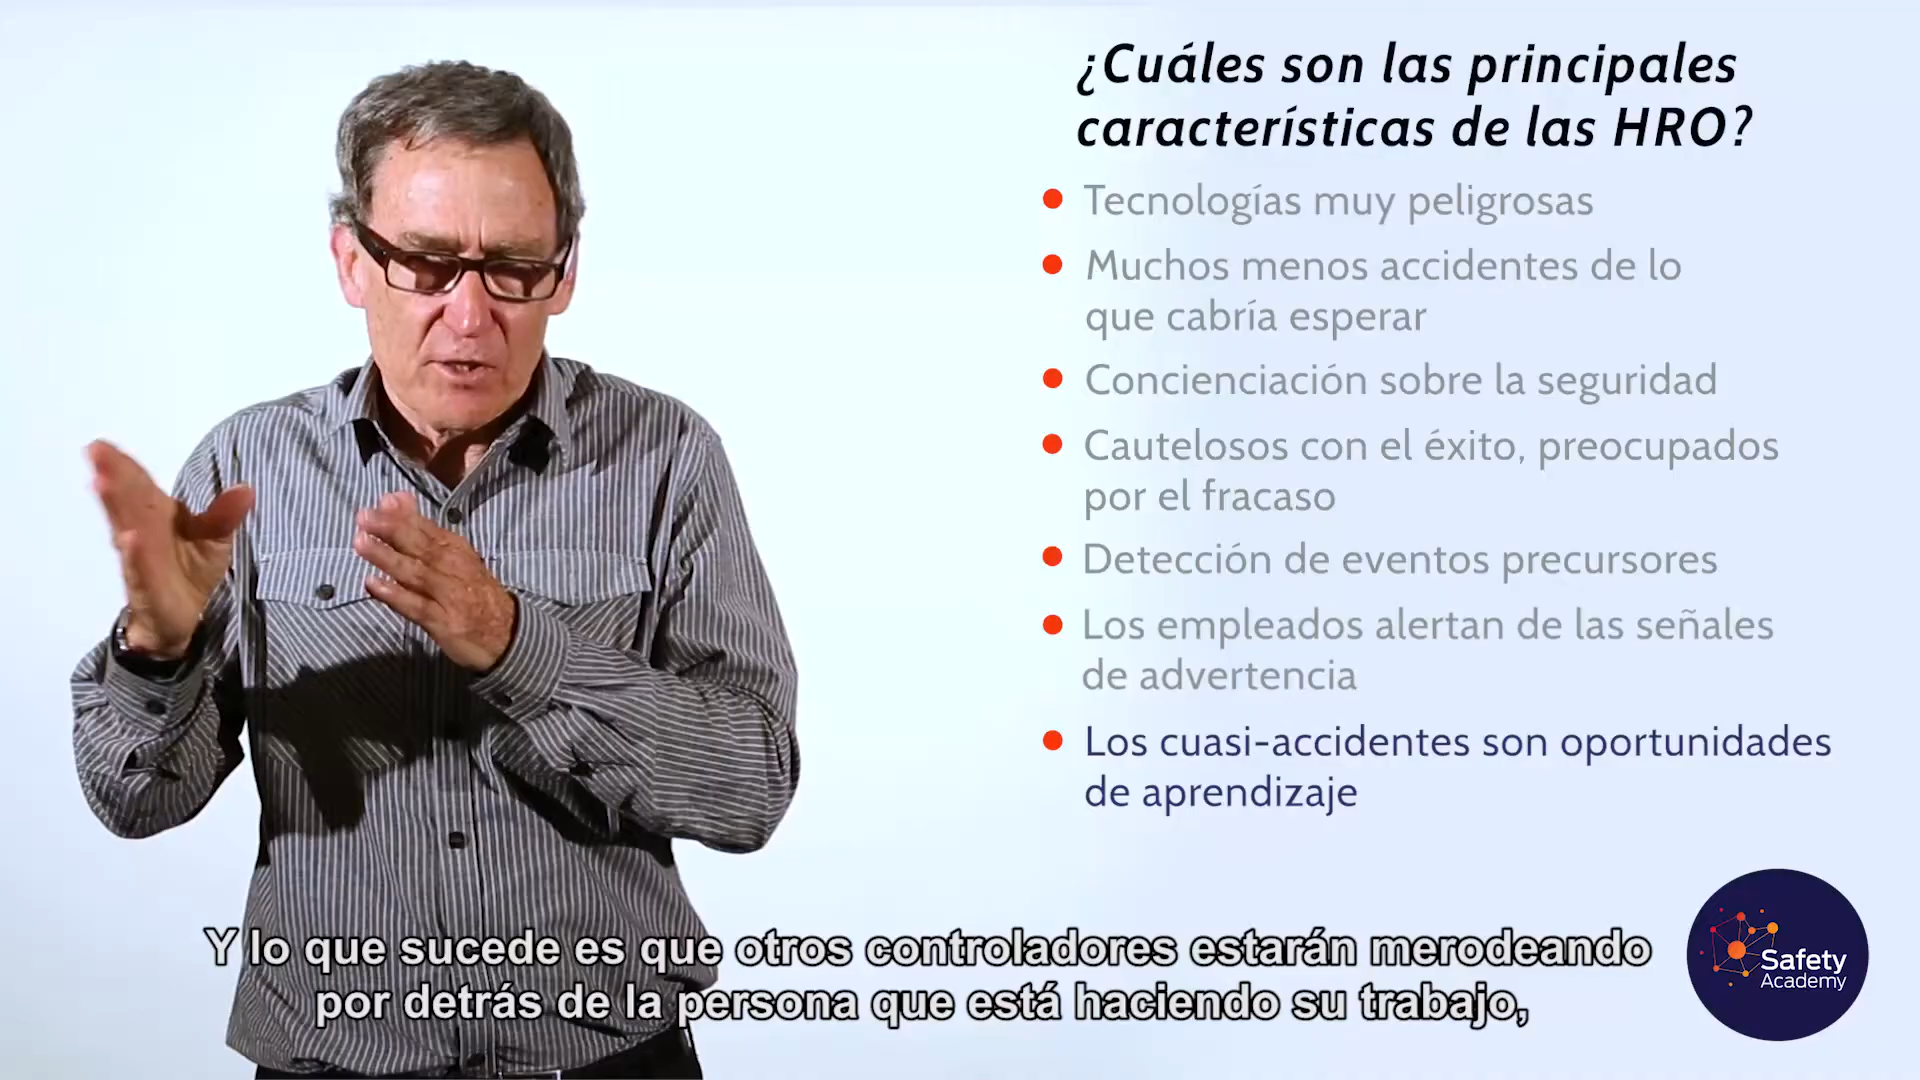 ¿Cuáles son las principales
características de las HRO?
Tecnologías muy peligrosas
Muchos menos accidentes de lo
que cabría esperar
Concienciación sobre la seguridad
Cautelosos con el éxito, preocupados
por el fracaso
Detección de eventos precursores
Los empleados alertan de las señales
de advertencia
Los cuasi-accidentes son oportunidades
de aprendizaje
Y lo que sucede es que otros controladores estarán merodeando
por detrás de la persona que está haciendo su trabajo,
Safety
Academy